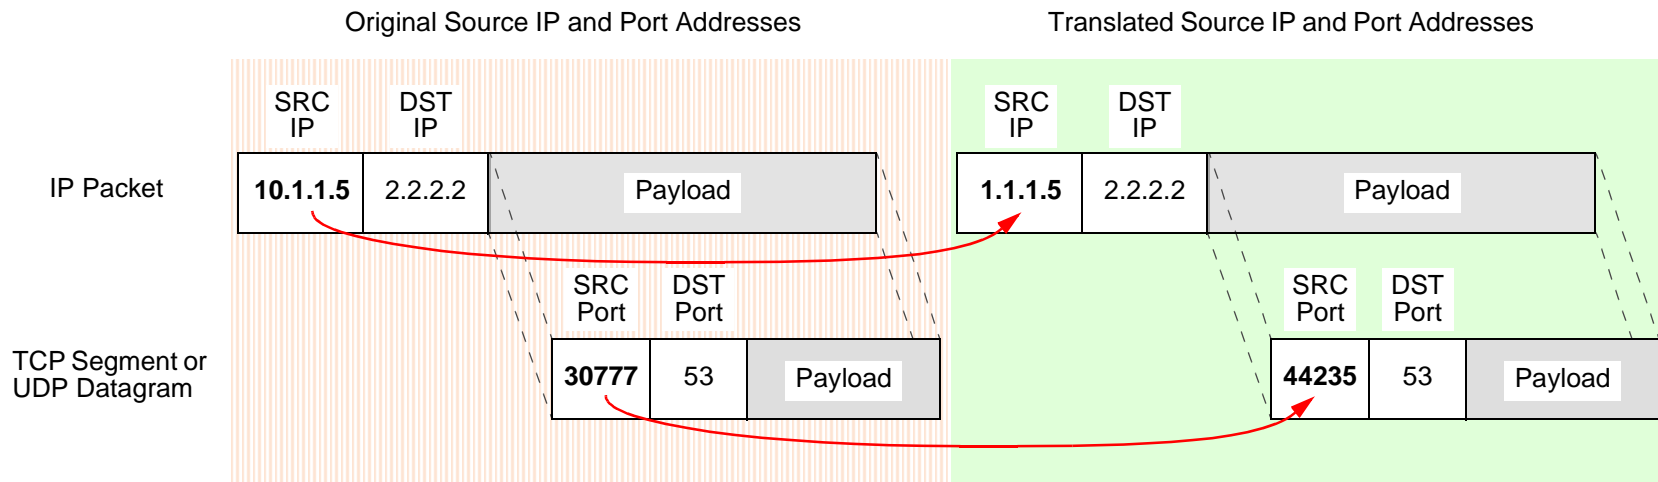 Original Source IP and Port Addresses
Translated Source IP and Port Addresses
SRC
IP
DST
IP
SRC
IP
DST
IP
IP Packet
10.1.1.5
2.2.2.2
Payload
1.1.1.5
2.2.2.2
Payload
SRC
Port
DST
Port
SRC
Port
DST
Port
TCP Segment or
UDP Datagram
30777
53
Payload
44235
53
Payload